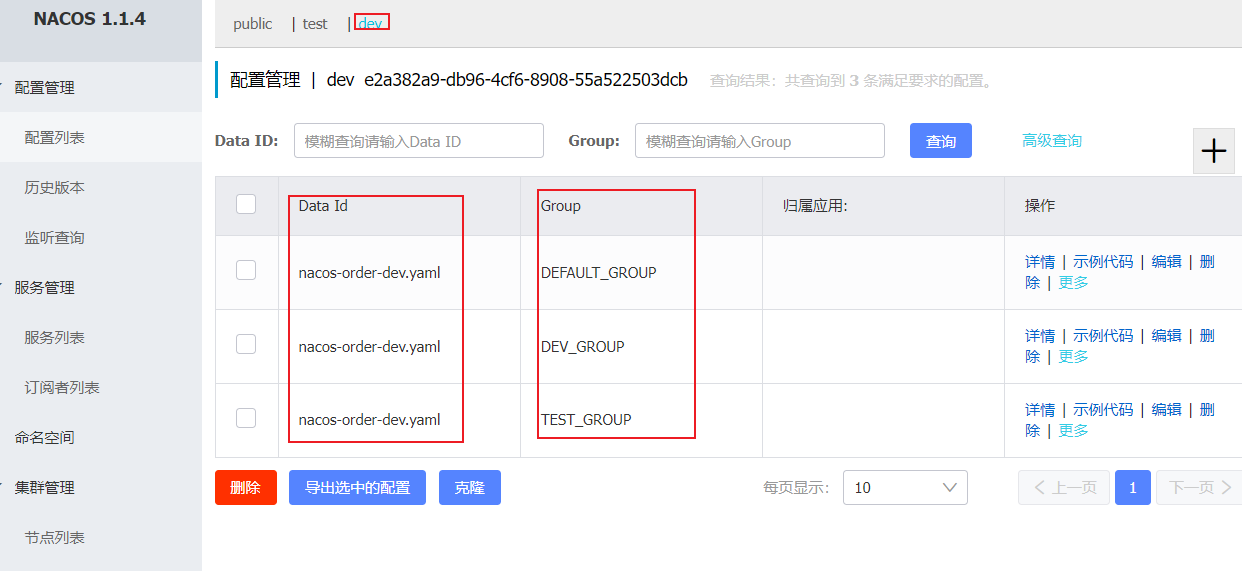 NACOS 1.1.4
public | test | dev
配置管理
配置管理 | dev e2a382a9-db96-4cf6-8908-55a522503dcb 查询结果：共查询到 3 条满足要求的配置。
配置列表
Data ID: 模糊查询请输入Data ID Group: 模糊查询请输入Group 查询 高级查询 +
历史版本
监听查询
服务管理
服务列表
订阅者列表
命名空间
集群管理
节点列表
Data Id Group 归属应用: 操作
nacos-order-dev.yaml DEFAULT_GROUP 详情 | 示例代码 | 编辑 | 删
除 | 更多
nacos-order-dev.yaml DEV_GROUP 详情 | 示例代码 | 编辑 | 删
除 | 更多
nacos-order-dev.yaml TEST_GROUP 详情 | 示例代码 | 编辑 | 删
除 | 更多
删除 导出选中的配置 克隆 每页显示: 10 上一页 1 下一页